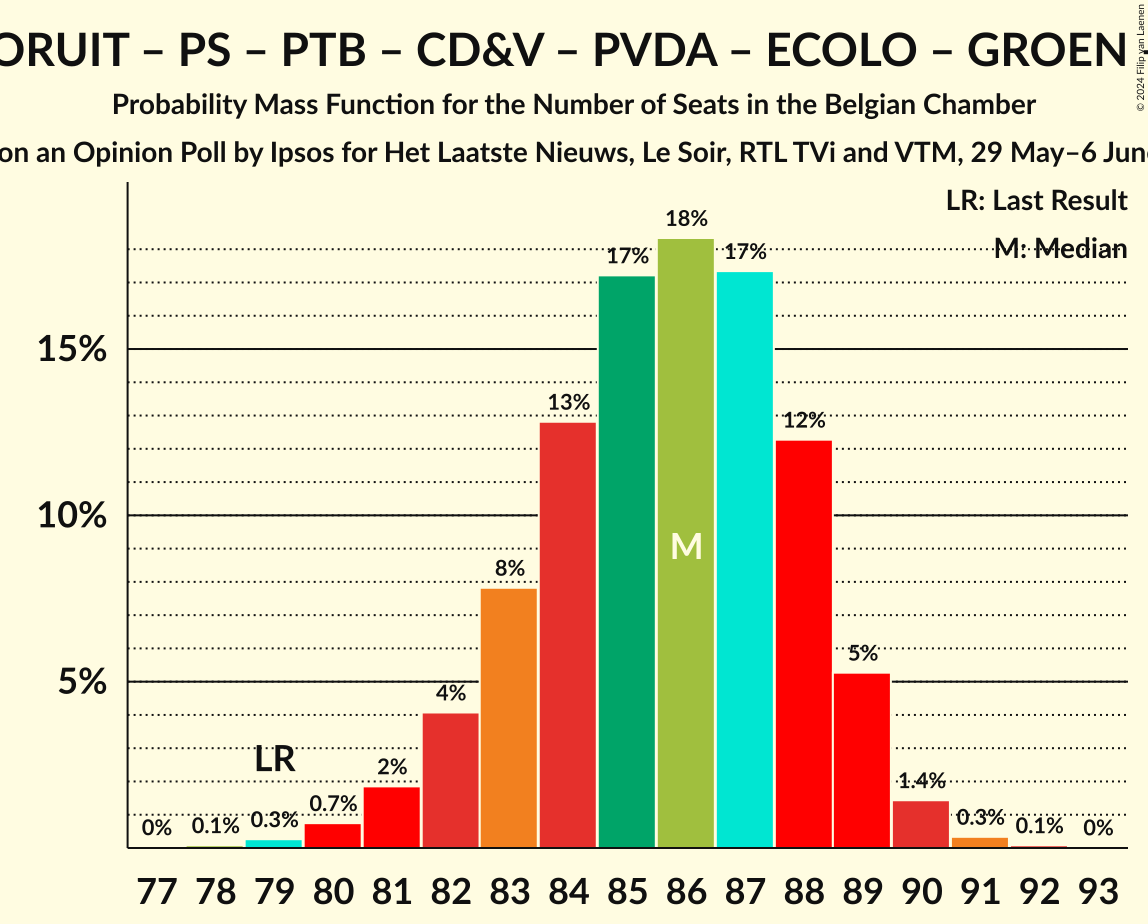 ORUIT – PS – PTB – CD&V – PVDA – ECOLO – GROEN –
Probability Mass Function for the Number of Seats in the Belgian Chamber
on an Opinion Poll by Ipsos for Het Laatste Nieuws, Le Soir, RTL TVi and VTM, 29 May–6 Jun
© 2024 Filip van Laenen
LR: Last Result
M: Median
18%
17% 17%
15%
13%
12%
10%
M
8%
5%
5%
4%
LR
2%
1.4%
0.7%
0% 0.1% 0.3% 0.3% 0.1% 0%
77 78 79 80 81 82 83 84 85 86 87 88 89 90 91 92 93